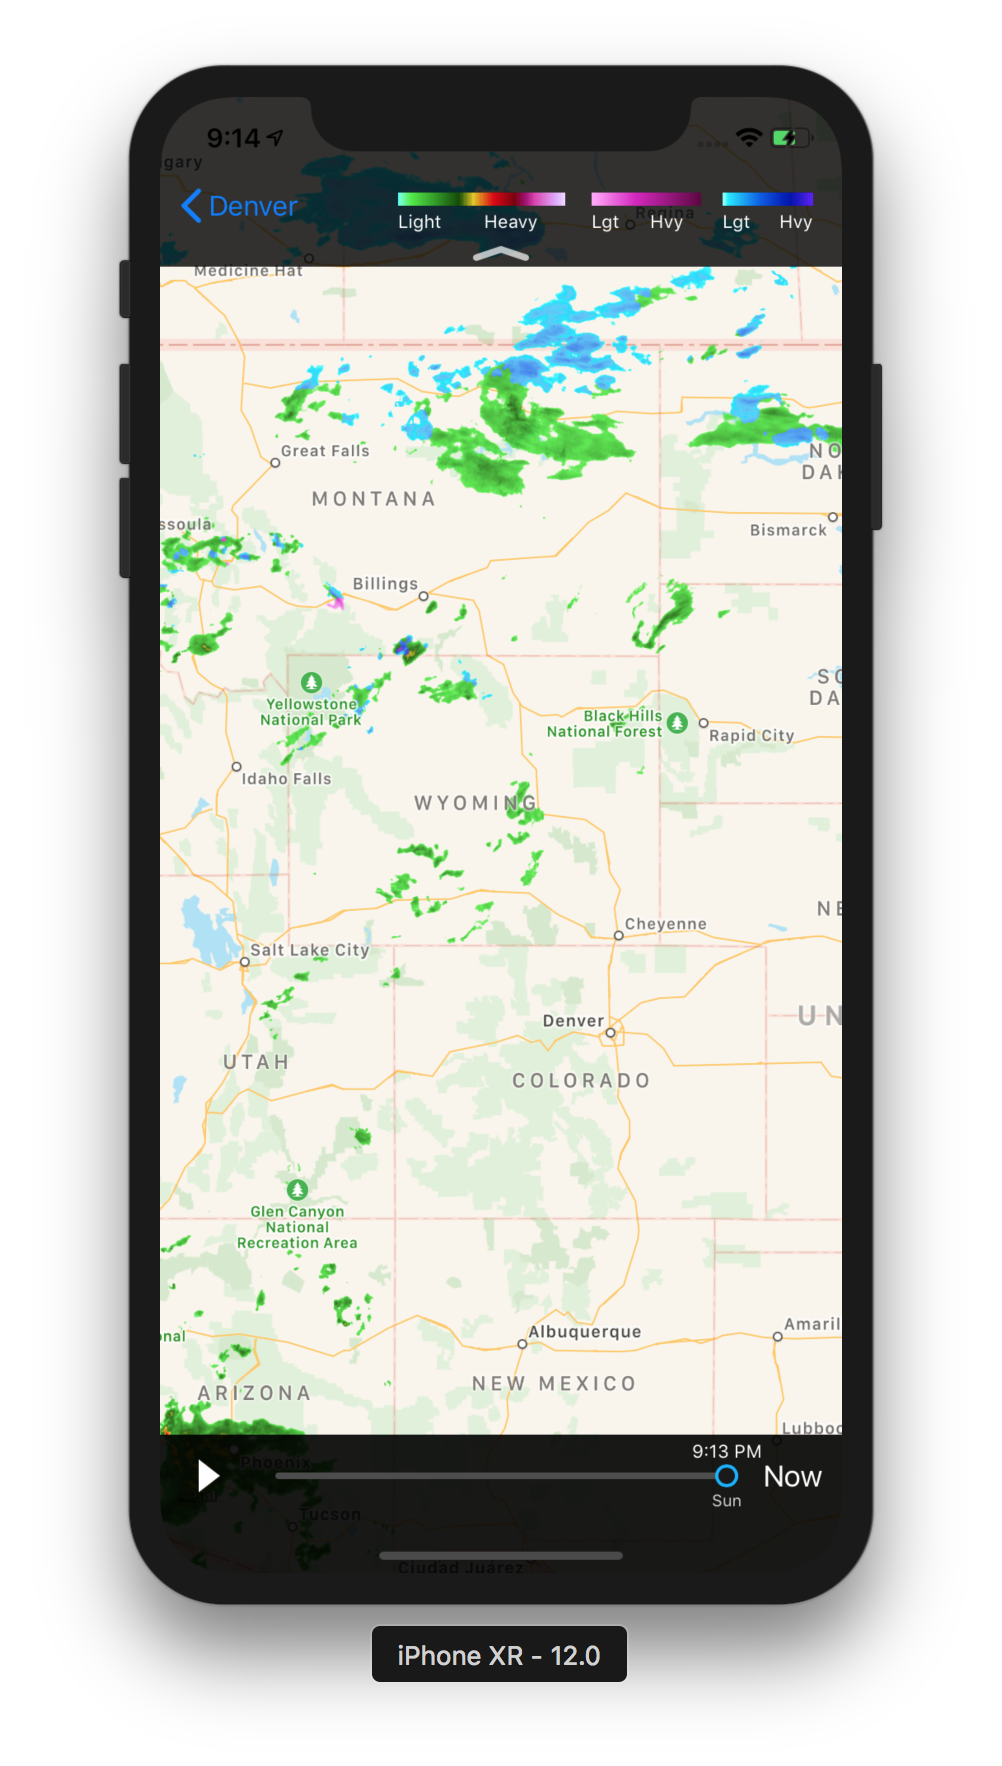 9:14
gary
Denver
Light
Heavy
Lgt
Hvy
Lgt
Hvy
Regina
Medicine Hat
Great Falls
MONTANA
NO
DAK
ssoula
Bismarck
Billings
Yellowstone
National Park
SO
DA
Black Hills
National Forest
Rapid City
Idaho Falls
WYOMING
NE
Cheyenne
Salt Lake City
Denver
UN
UTAH
COLORADO
Glen Canyon
National
Recreation Area
Albuquerque
Amaril
onal
NEW MEXICO
ARIZONA
Lubboc
9:13 PM
Phoenix
Now
Sun
Tucson
Ciudad Juárez
iPhone XR - 12.0